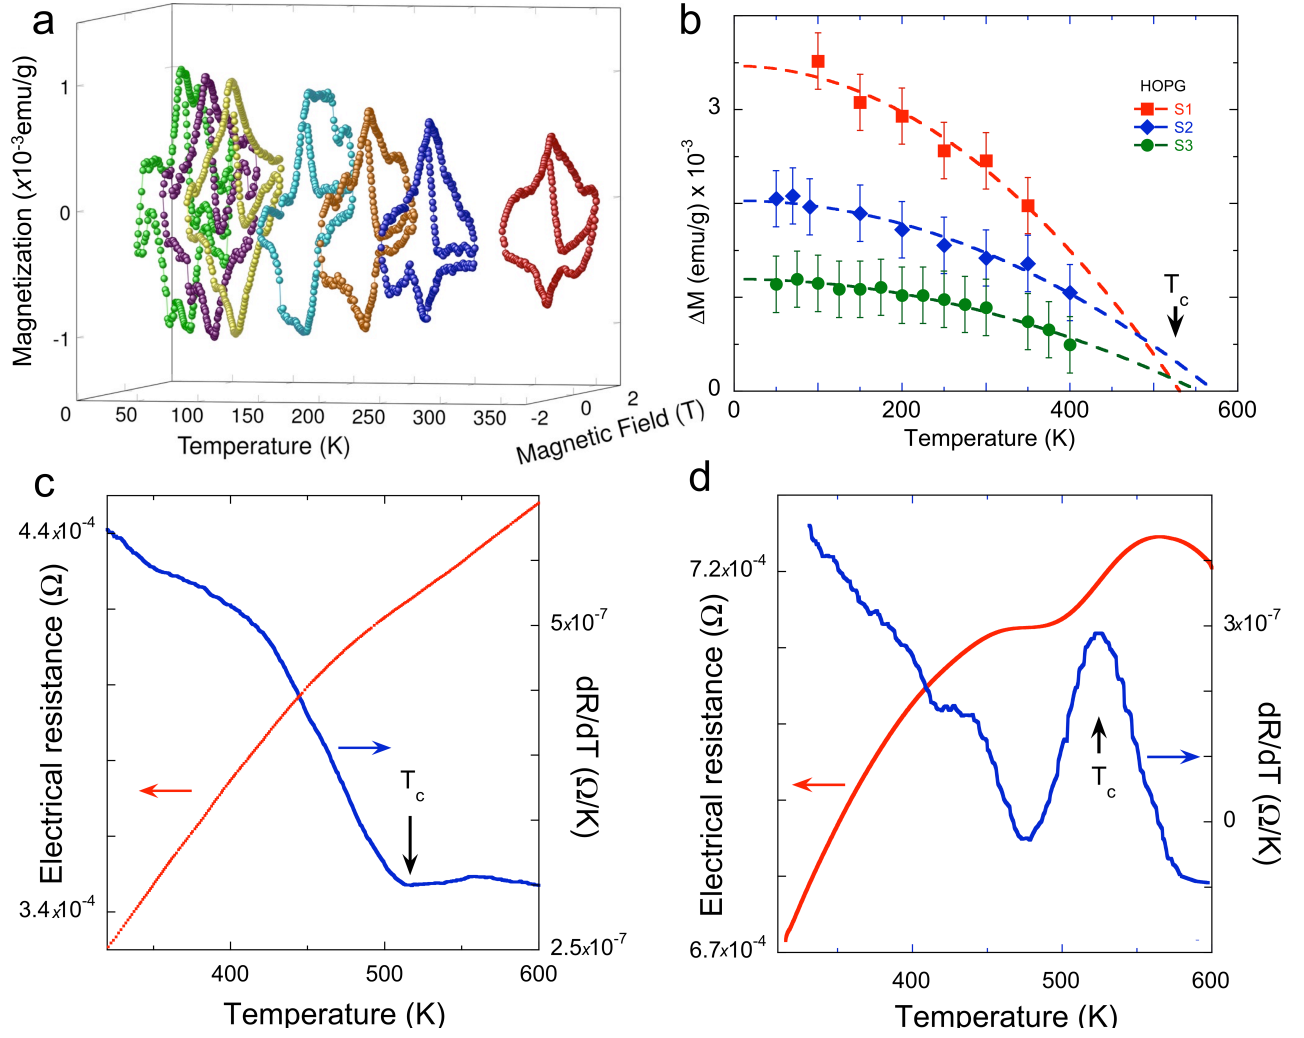 a
Magnetization (x10-3emu/g)
1
0
-1
0
50
100
150
200
250
300
350
-2
0
2
Temperature (K)
Magnetic Field (T)
b
ΔM (emu/g) x 10-3
3
0
HOPG
S1
S2
S3
Tc
0
200
400
600
Temperature (K)
c
Electrical resistance (Ω)
4.4x10-4
3.4x10-4
5x10-7
2.5x10-7
dR/dT (Ω/K)
Tc
400
500
600
Temperature (K)
d
Electrical resistance (Ω)
7.2x10-4
6.7x10-4
3x10-7
0
dR/dT (Ω/K)
Tc
400
500
600
Temperature (K)